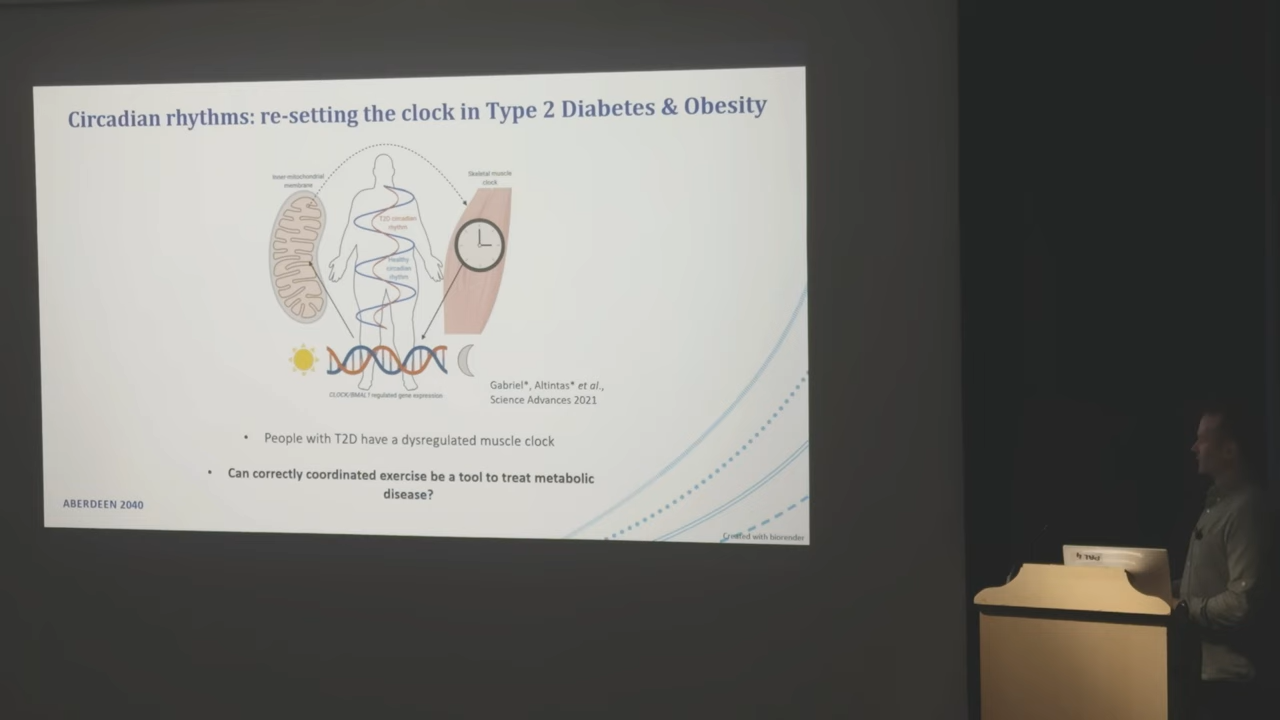 Circadian rhythms: re-setting the clock in Type 2 Diabetes & Obesity
Inner mitochondrial
membrane
Skeletal muscle
clock
T2D circadian
rhythm
Healthy
circadian
rhythm
CLOCK/BMAL1 regulated gene expression
Gabriel*, Altintas* et al.,
Science Advances 2021
• People with T2D have a dysregulated muscle clock
• Can correctly coordinated exercise be a tool to treat metabolic
disease?
ABERDEEN 2040
Created with biorender